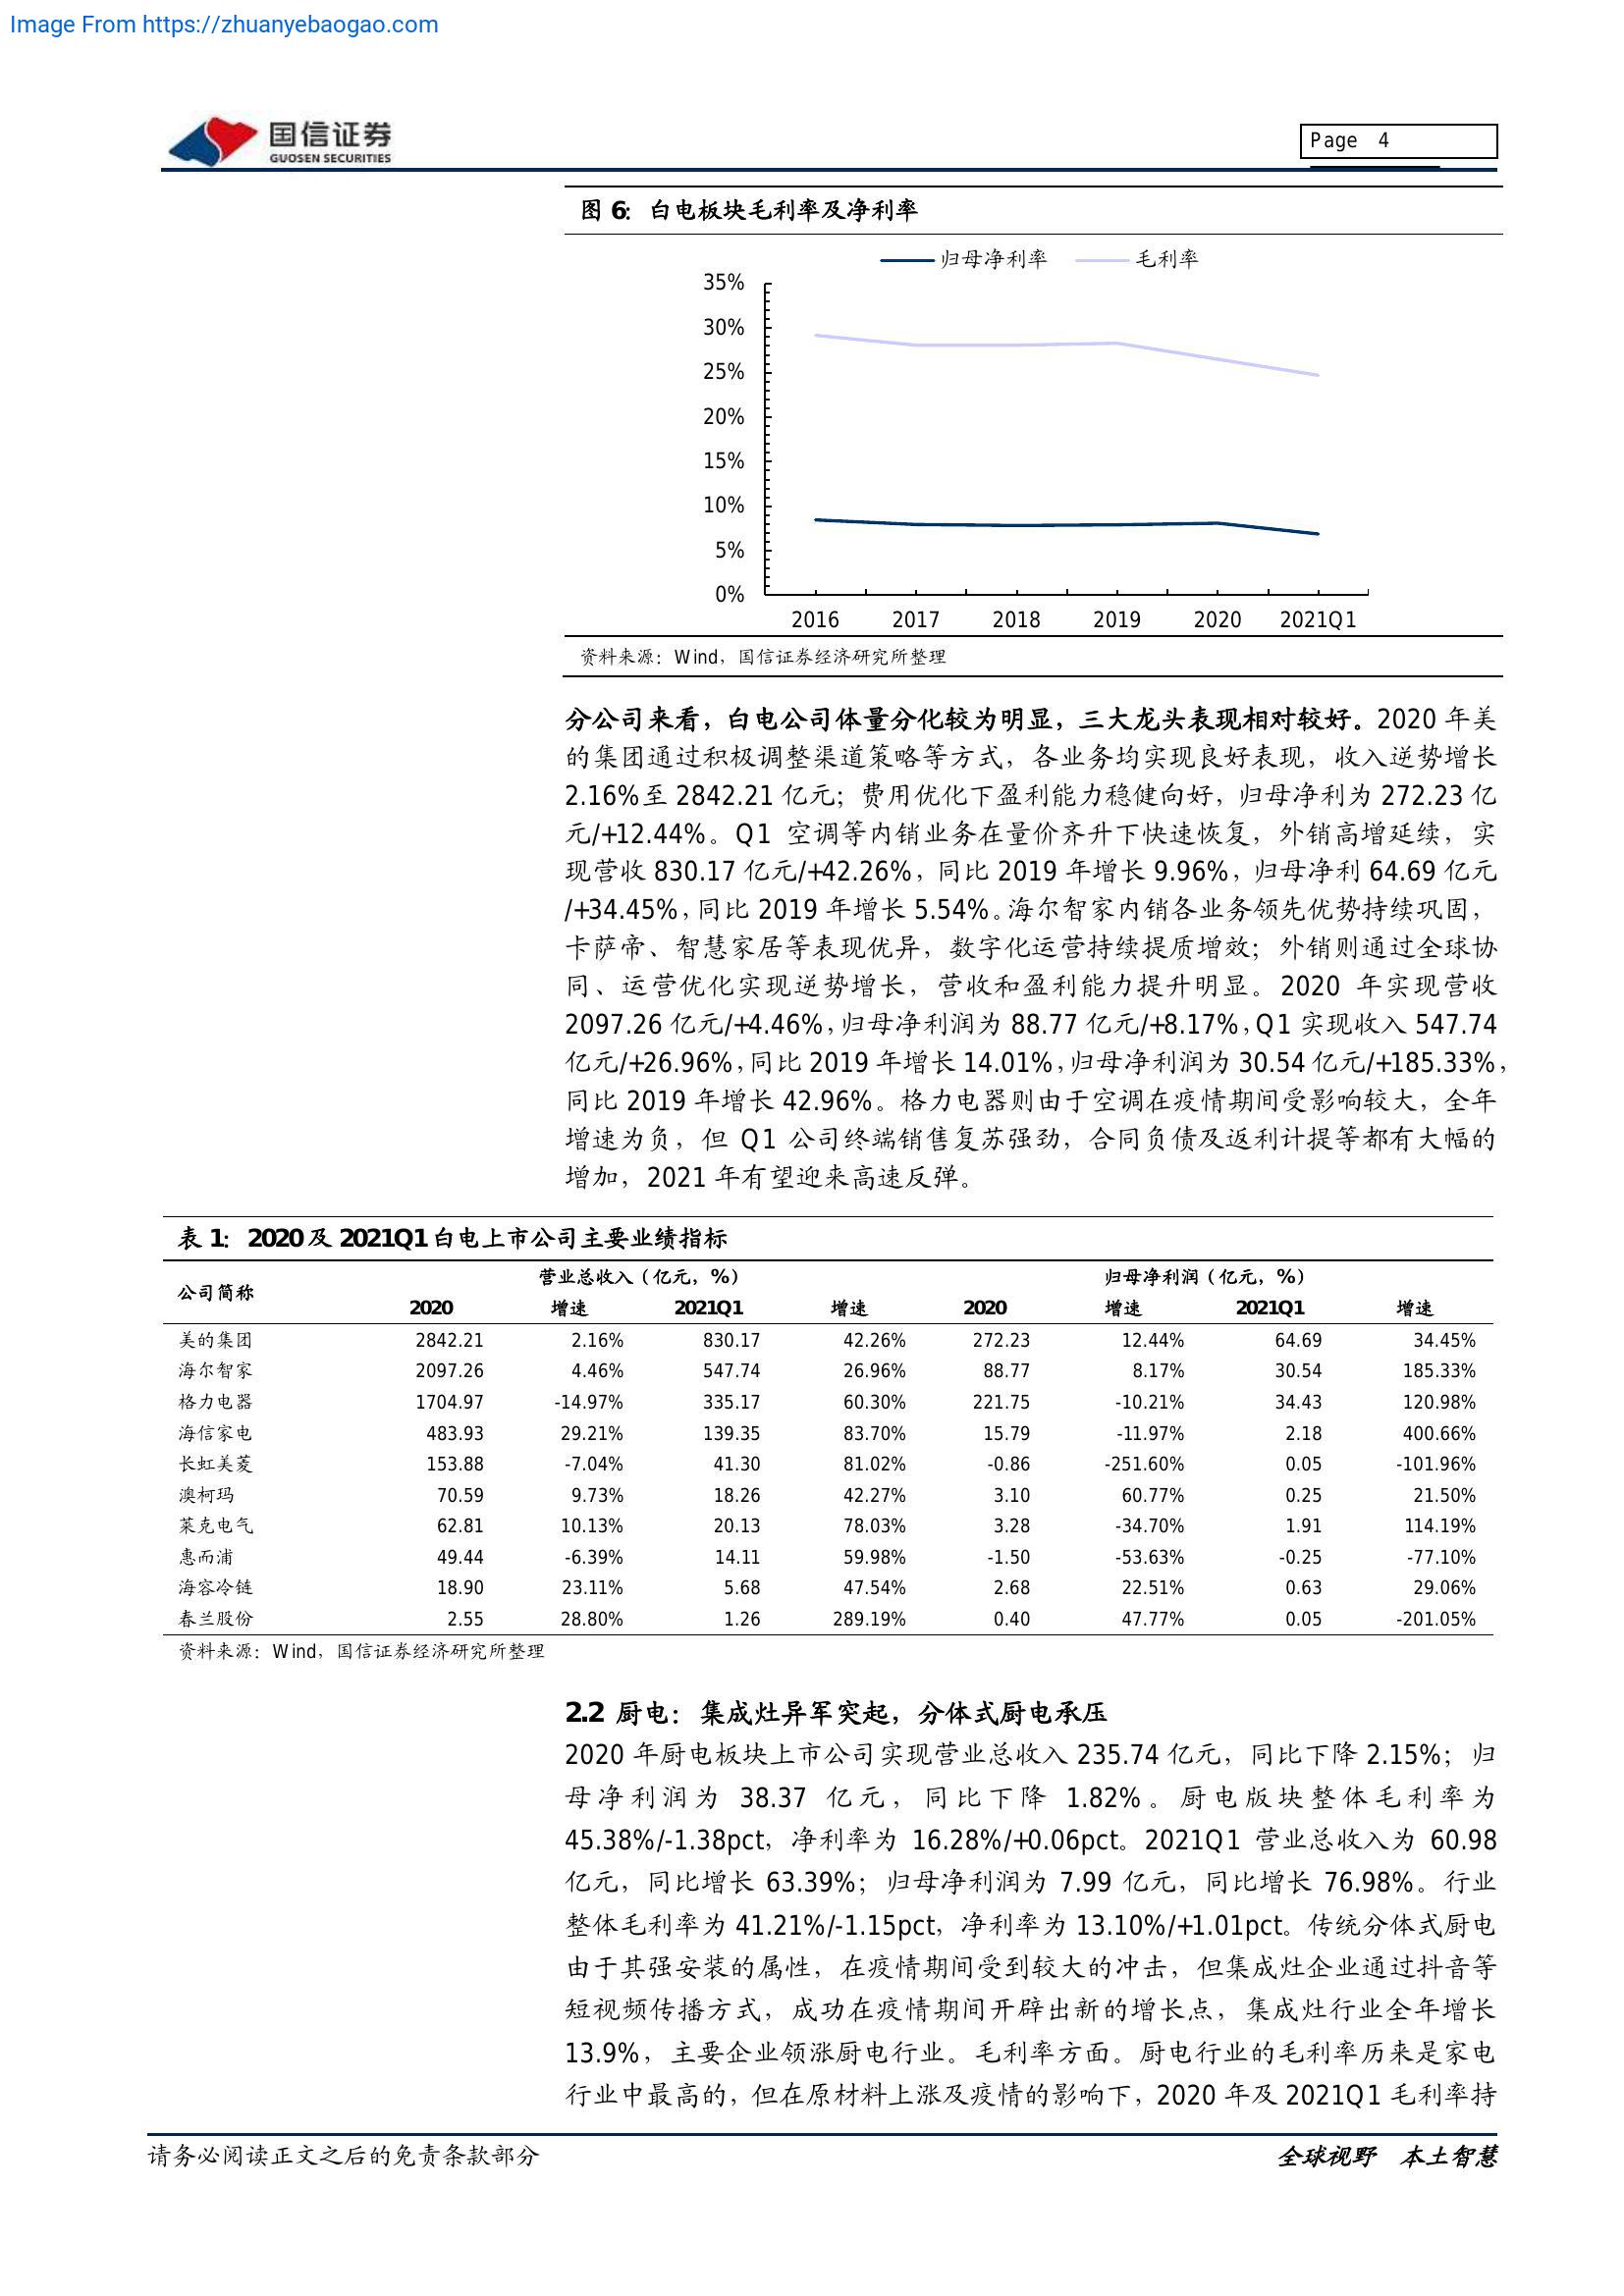 Image From https://zhuanyebaogao.com
国信证券
GUOSEN SECURITIES
Page 4
图 6：白电板块毛利率及净利率
归母净利率 毛利率
35%
30%
25%
20%
15%
10%
5%
0%
2016 2017 2018 2019 2020 2021Q1
资料来源：Wind，国信证券经济研究所整理
分公司来看，白电公司体量分化较为明显，三大龙头表现相对较好。2020 年美
的集团通过积极调整渠道策略等方式，各业务均实现良好表现，收入逆势增长
2.16%至 2842.21 亿元；费用优化下盈利能力稳健向好，归母净利为 272.23 亿
元/+12.44%。Q1 空调等内销业务在量价齐升下快速恢复，外销高增延续，实
现营收 830.17 亿元/+42.26%，同比 2019 年增长 9.96%，归母净利 64.69 亿元
/+34.45%，同比 2019 年增长 5.54%。海尔智家内销各业务领先优势持续巩固，
卡萨帝、智慧家居等表现优异，数字化运营持续提质增效；外销则通过全球协
同、运营优化实现逆势增长，营收和盈利能力提升明显。2020 年实现营收
2097.26 亿元/+4.46%，归母净利润为 88.77 亿元/+8.17%，Q1 实现收入 547.74
亿元/+26.96%，同比 2019 年增长 14.01%，归母净利润为 30.54 亿元/+185.33%，
同比 2019 年增长 42.96%。格力电器则由于空调在疫情期间受影响较大，全年
增速为负，但 Q1 公司终端销售复苏强劲，合同负债及返利计提等都有大幅的
增加，2021 年有望迎来高速反弹。
表 1：2020 及 2021Q1 白电上市公司主要业绩指标
公司简称 营业总收入（亿元，%） 归母净利润（亿元，%）
2020 增速 2021Q1 增速 2020 增速 2021Q1 增速
美的集团 2842.21 2.16% 830.17 42.26% 272.23 12.44% 64.69 34.45%
海尔智家 2097.26 4.46% 547.74 26.96% 88.77 8.17% 30.54 185.33%
格力电器 1704.97 -14.97% 335.17 60.30% 221.75 -10.21% 34.43 120.98%
海信家电 483.93 29.21% 139.35 83.70% 15.79 -11.97% 2.18 400.66%
长虹美菱 153.88 -7.04% 41.30 81.02% -0.86 -251.60% 0.05 -101.96%
澳柯玛 70.59 9.73% 18.26 42.27% 3.10 60.77% 0.25 21.50%
莱克电气 62.81 10.13% 20.13 78.03% 3.28 -34.70% 1.91 114.19%
惠而浦 49.44 -6.39% 14.11 59.98% -1.50 -53.63% -0.25 -77.10%
海容冷链 18.90 23.11% 5.68 47.54% 2.68 22.51% 0.63 29.06%
春兰股份 2.55 28.80% 1.26 289.19% 0.40 47.77% 0.05 -201.05%
资料来源：Wind，国信证券经济研究所整理
2.2 厨电：集成灶异军突起，分体式厨电承压
2020 年厨电板块上市公司实现营业总收入 235.74 亿元，同比下降 2.15%；归
母净利润为 38.37 亿元，同比下降 1.82%。厨电版块整体毛利率为
45.38%/-1.38pct，净利率为 16.28%/+0.06pct。2021Q1 营业总收入为 60.98
亿元，同比增长 63.39%；归母净利润为 7.99 亿元，同比增长 76.98%。行业
整体毛利率为 41.21%/-1.15pct，净利率为 13.10%/+1.01pct。传统分体式厨电
由于其强安装的属性，在疫情期间受到较大的冲击，但集成灶企业通过抖音等
短视频传播方式，成功在疫情期间开辟出新的增长点，集成灶行业全年增长
13.9%，主要企业领涨厨电行业。毛利率方面。厨电行业的毛利率历来是家电
行业中最高的，但在原材料上涨及疫情的影响下，2020 年及 2021Q1 毛利率持
请务必阅读正文之后的免责条款部分
全球视野 本土智慧